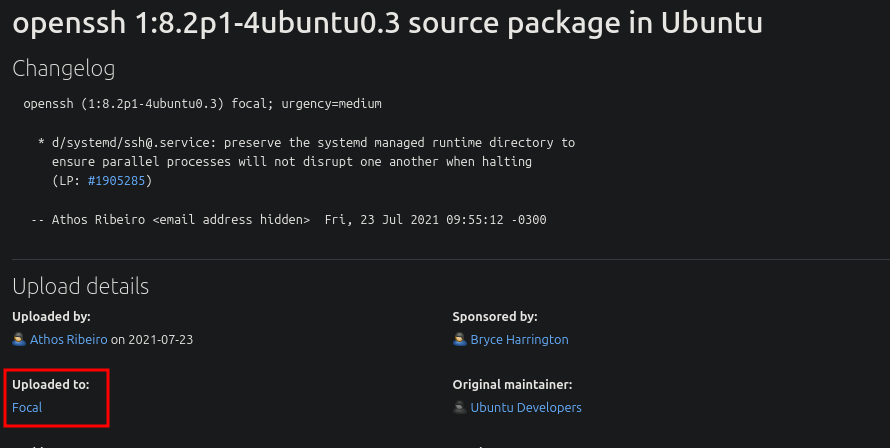 openssh 1:8.2p1-4ubuntu0.3 source package in Ubuntu
Changelog
openssh (1:8.2p1-4ubuntu0.3) focal; urgency=medium
* d/systemd/ssh@.service: preserve the systemd managed runtime directory to
ensure parallel processes will not disrupt one another when halting
(LP: #1905285)
-- Athos Ribeiro <email address hidden>  Fri, 23 Jul 2021 09:55:12 -0300
Upload details
Uploaded by:
Athos Ribeiro on 2021-07-23
Sponsored by:
Bryce Harrington
Uploaded to:
Focal
Original maintainer:
Ubuntu Developers